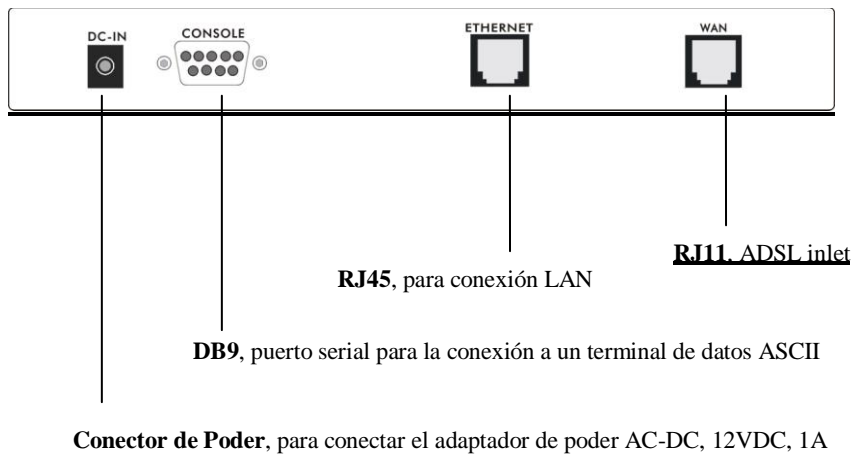 DC-IN CONSOLE ETHERNET WAN
RJ11, ADSL inlet
RJ45, para conexión LAN
DB9, puerto serial para la conexión a un terminal de datos ASCII
Conector de Poder, para conectar el adaptador de poder AC-DC, 12VDC, 1A